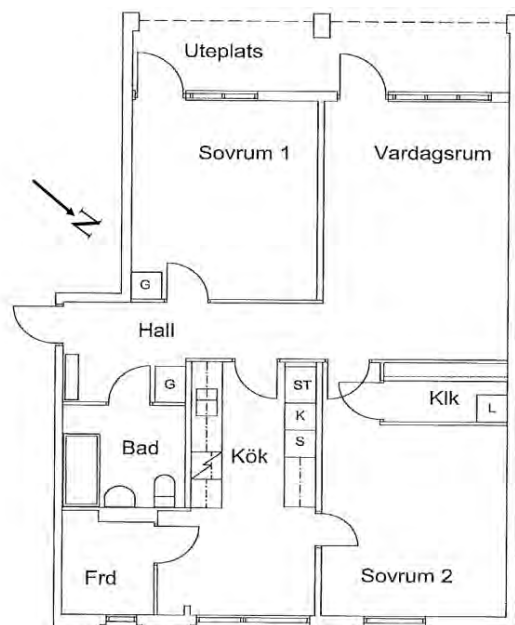 Uteplats
Sovrum 1
Vardagsrum
N
G
Hall
G
ST
K
S
Klk
L
Bad
Kök
Frd
Sovrum 2